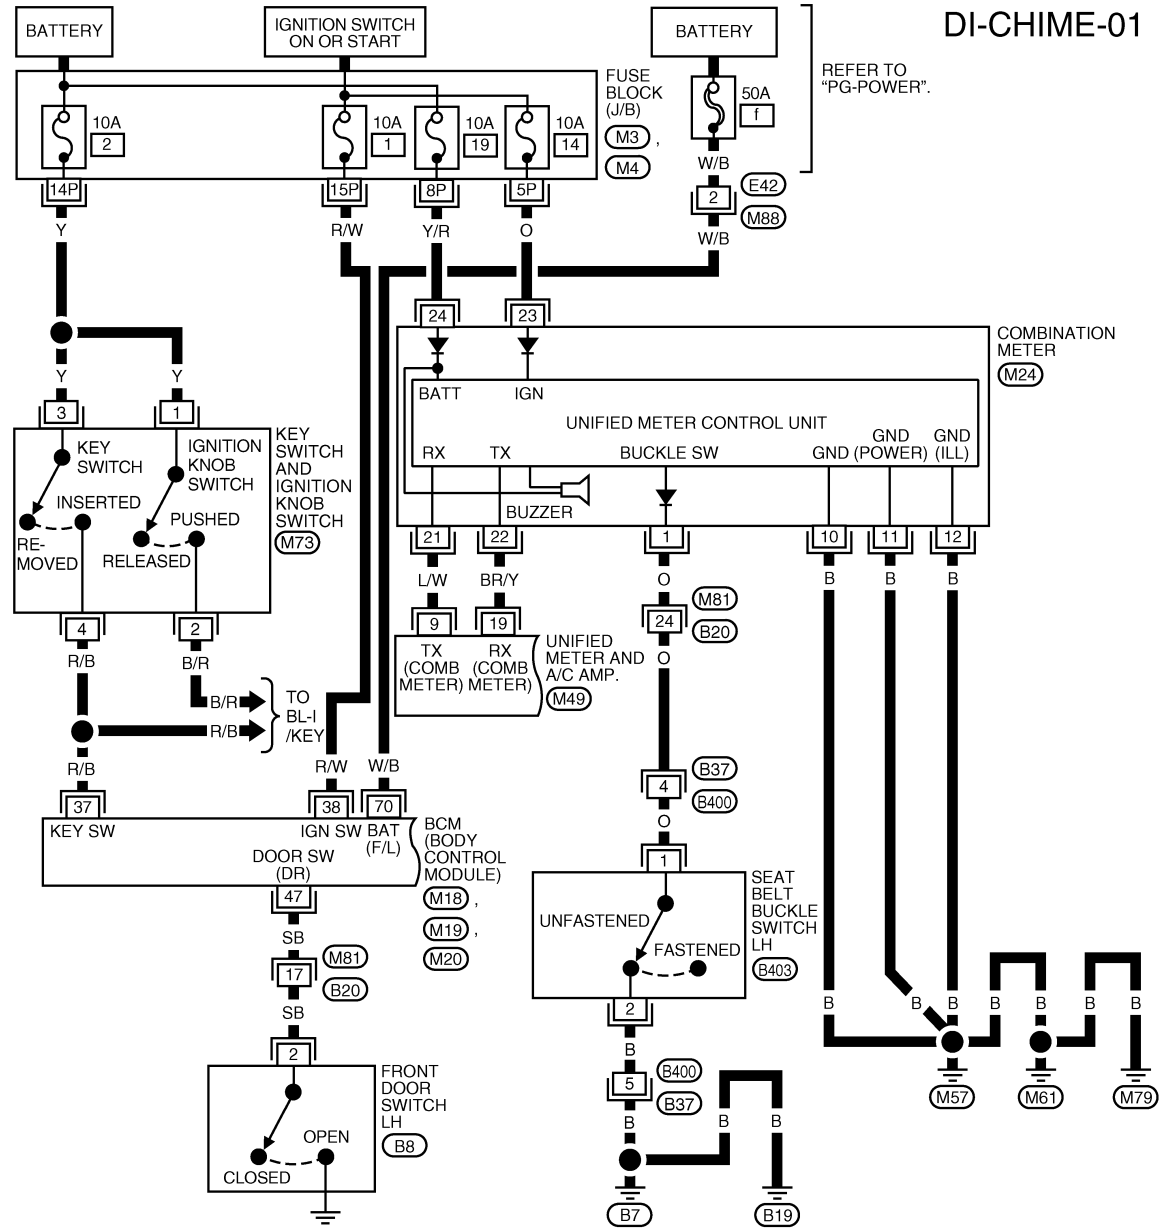 DI-CHIME-01
BATTERY
IGNITION SWITCH
ON OR START
BATTERY
REFER TO
“PG-POWER”.
FUSE
BLOCK
(J/B)
M3 ,
M4
10A
2
10A
1
10A
19
10A
14
50A
f
W/B
2
E42
M88
W/B
14P
15P
8P
5P
Y
R/W
Y/R
O
24
23
COMBINATION
METER
M24
BATT
IGN
UNIFIED METER CONTROL UNIT
RX
TX
BUCKLE SW
GND
GND
(POWER)
GND
(ILL)
BUZZER
Y
Y
3
1
KEY
SWITCH
IGNITION
KNOB
SWITCH
INSERTED
RE-
MOVED
PUSHED
RELEASED
KEY
SWITCH
AND
IGNITION
KNOB
SWITCH
M73
4
2
R/B
B/R
B/R
R/B
TO
BL-I
/KEY
R/B
R/W
W/B
21
22
1
10
11
12
L/W
BR/Y
O
B
B
B
9
19
TX
(COMB
METER)
RX
(COMB
METER)
UNIFIED
METER AND
A/C AMP.
M49
24
M81
B20
O
4
B37
B400
O
1
37
38
70
KEY SW
IGN SW
BAT
(F/L)
DOOR SW
(DR)
BCM
(BODY
CONTROL
MODULE)
M18 ,
M19 ,
M20
47
SB
17
M81
B20
SB
2
FRONT
DOOR
SWITCH
LH
B8
OPEN
CLOSED
UNFASTENED
FASTENED
SEAT
BELT
BUCKLE
SWITCH
LH
B403
2
B
5
B400
B37
B
B
B
B7
B19
B
B
B
B
B
B
B
M57
M61
M79